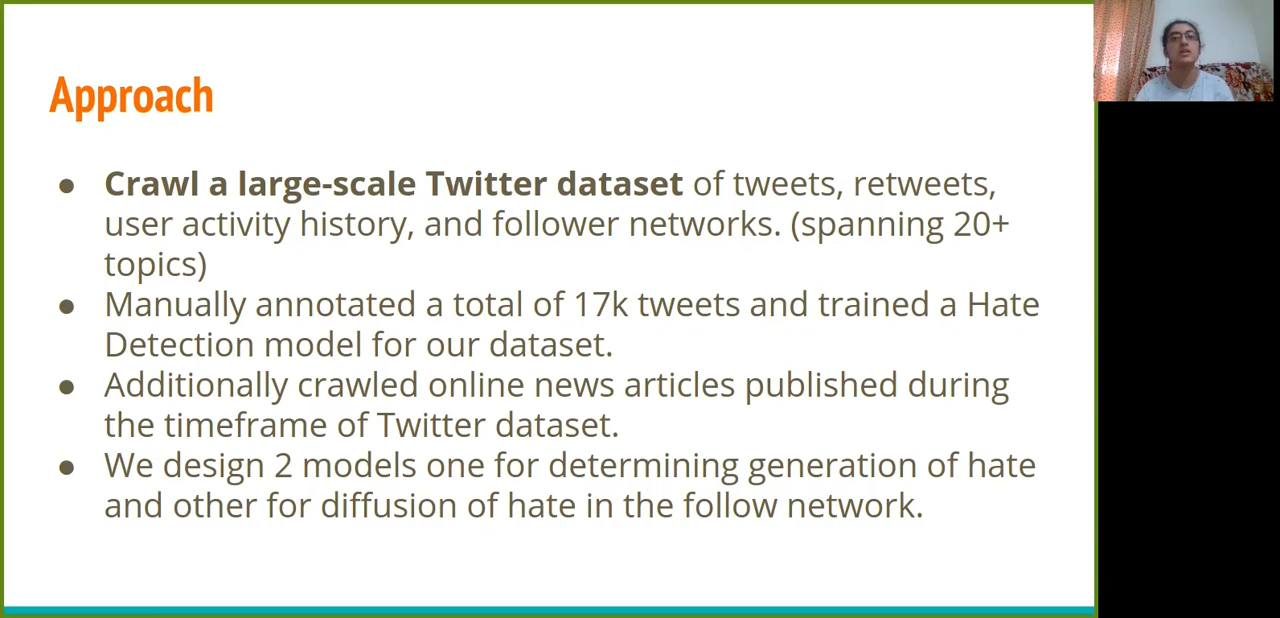 Approach
● Crawl a large-scale Twitter dataset of tweets, retweets,
user activity history, and follower networks. (spanning 20+
topics)
● Manually annotated a total of 17k tweets and trained a Hate
Detection model for our dataset.
● Additionally crawled online news articles published during
the timeframe of Twitter dataset.
● We design 2 models one for determining generation of hate
and other for diffusion of hate in the follow network.